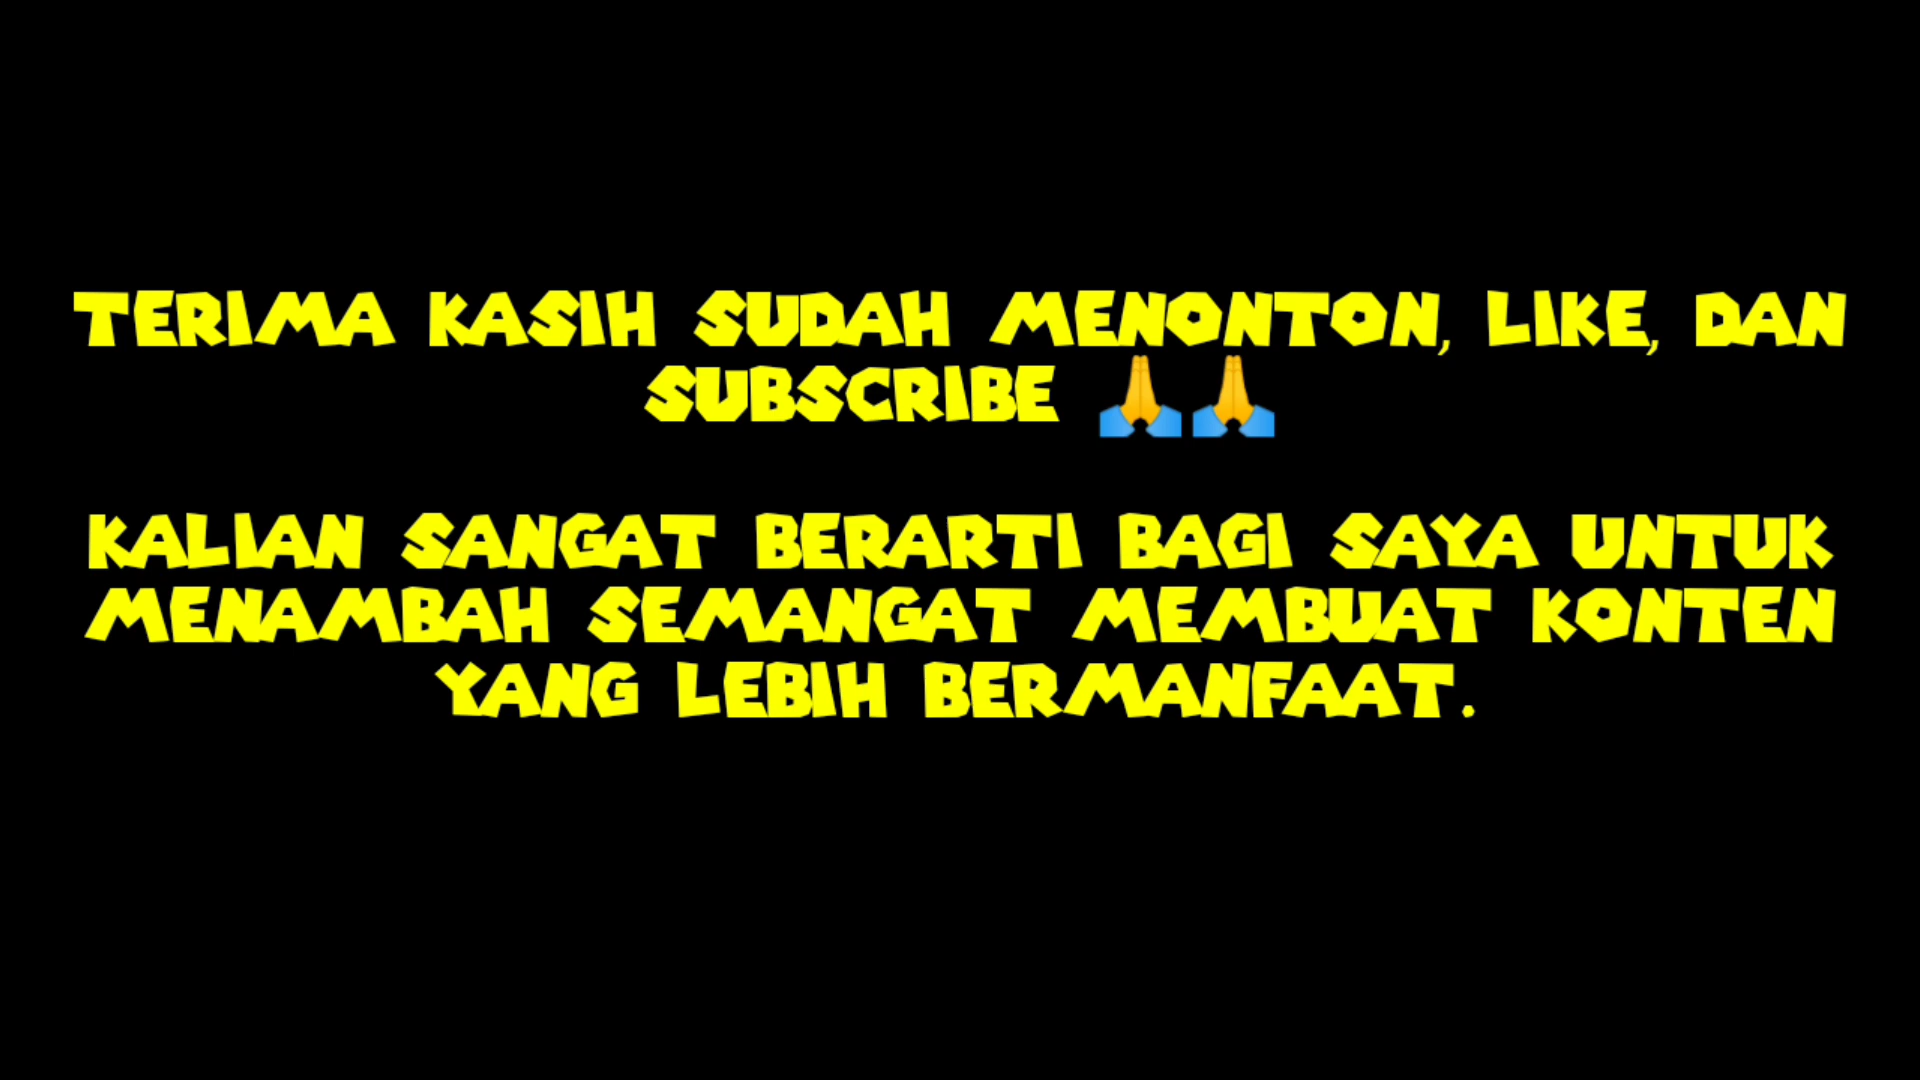 TERIMA KASIH SUDAH MENONTON, LIKE, DAN
SUBSCRIBE 🙏🙏
KALIAN SANGAT BERARTI BAGI SAYA UNTUK
MENAMBAH SEMANGAT MEMBUAT KONTEN
YANG LEBIH BERMANFAAT.